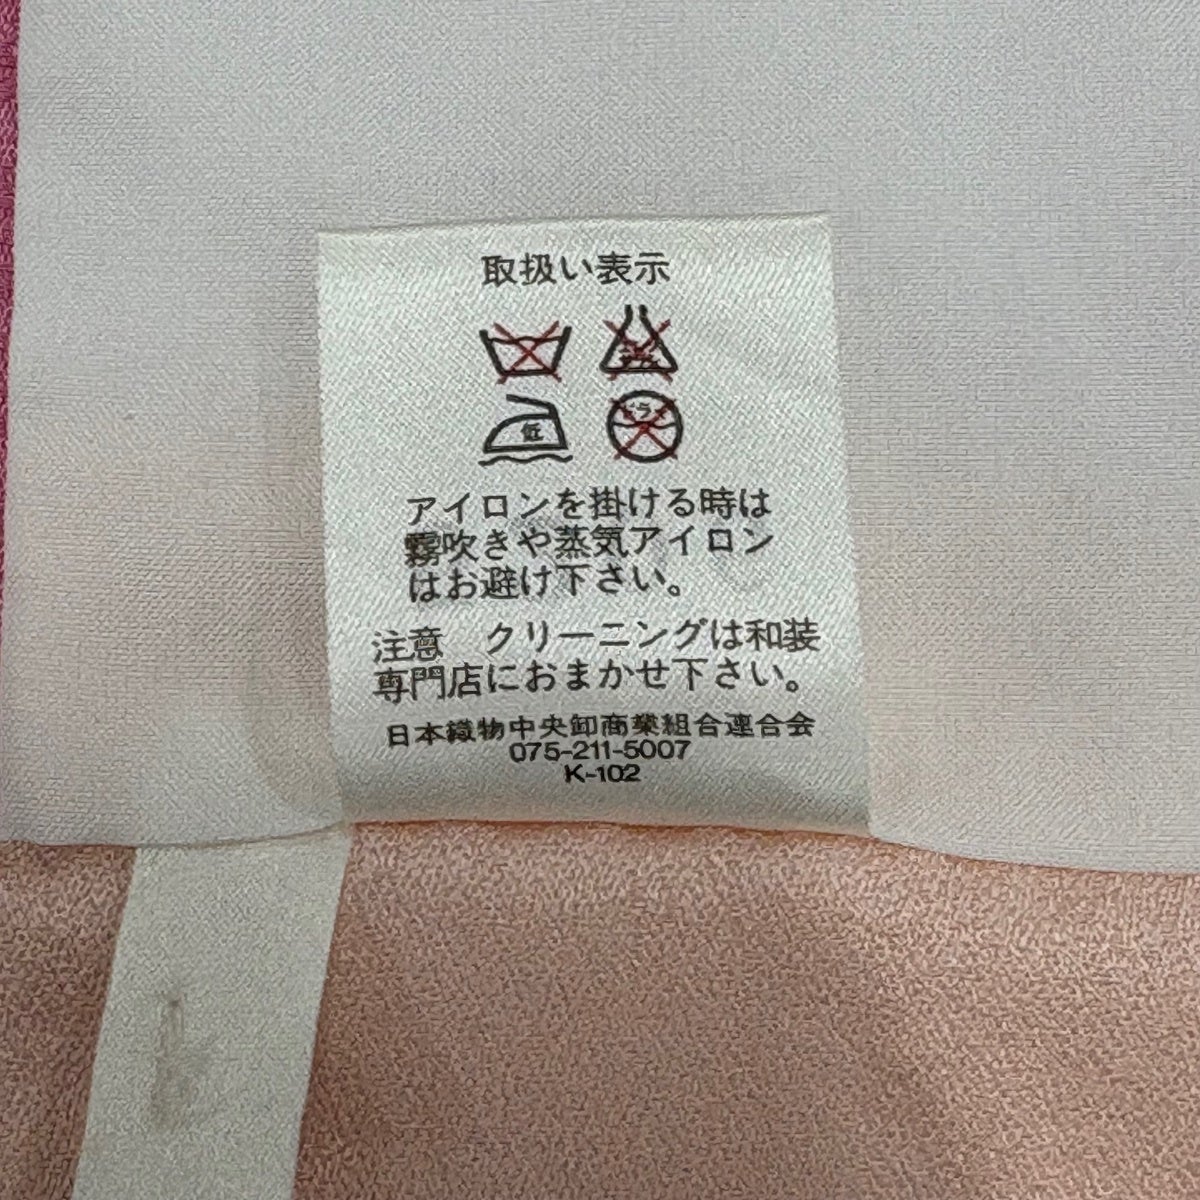 取扱い表示
低
アイロンを掛ける時は
霧吹きや蒸気アイロン
はお避け下さい。
注意　クリーニングは和装
専門店におまかせ下さい。
日本織物中央卸商業組合連合会
075-211-5007
K-102